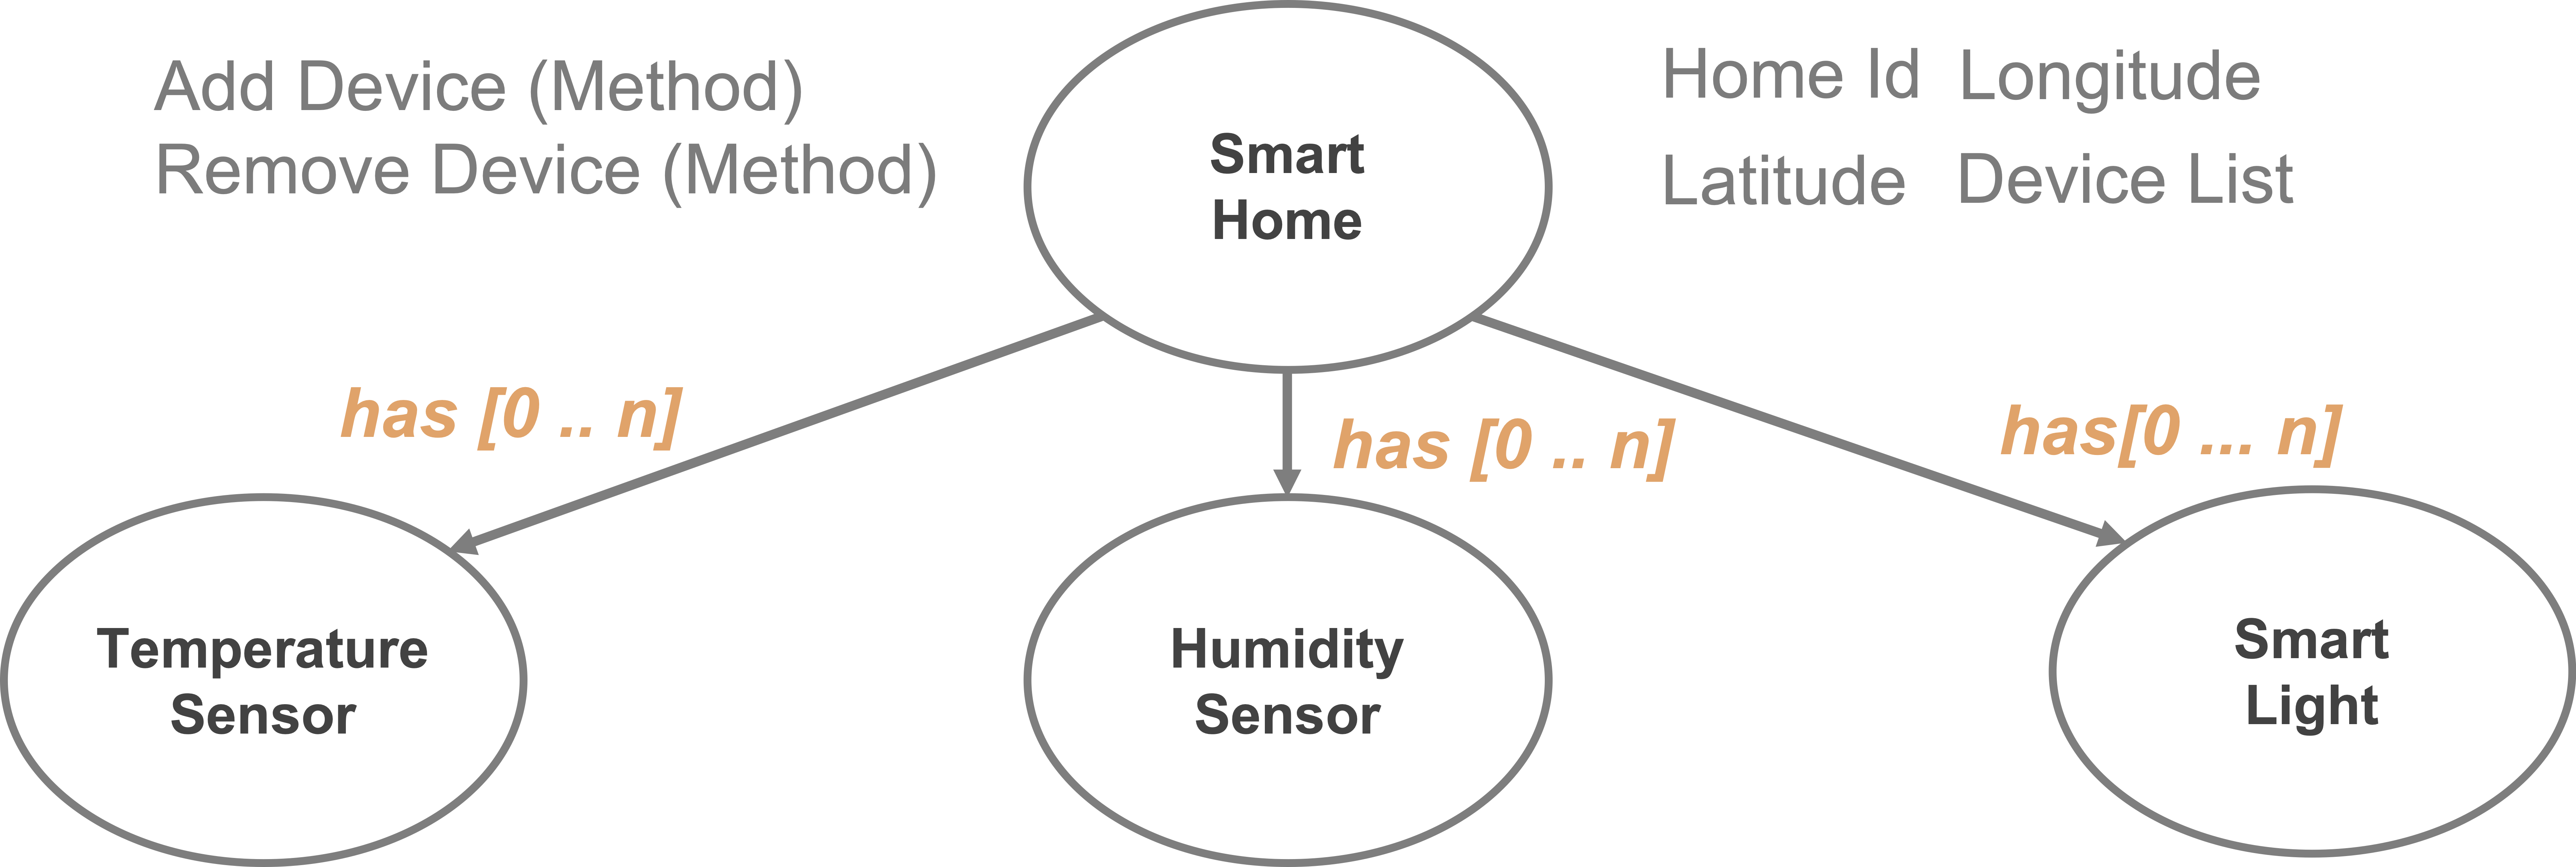 Add Device (Method)
Remove Device (Method)
Smart
Home
Home Id Longitude
Latitude Device List
has [0 .. n]
has [0 .. n]
has[0 ... n]
Temperature
Sensor
Humidity
Sensor
Smart
Light